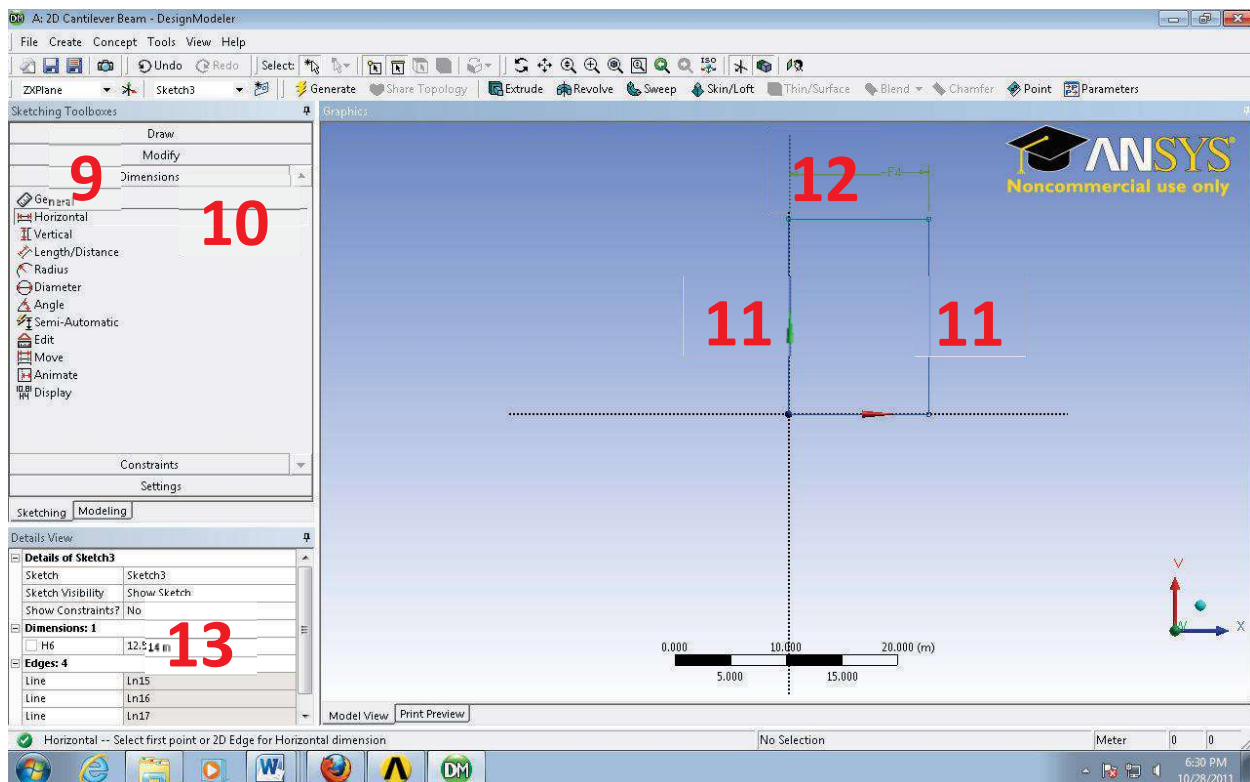 A: 2D Cantilever Beam - DesignModeler
File Create Concept Tools View Help
Undo Redo Select:
ZXPlane Sketch3 Generate Share Topology Extrude Revolve Sweep Skin/Loft Thin/Surface Blend Chamfer Point Parameters
Sketching Toolboxes
Draw
Modify
Dimensions
9
General
Horizontal
10
Vertical
Length/Distance
Radius
Diameter
Angle
Semi-Automatic
Edit
Move
Animate
Display
Constraints
Settings
Sketching Modeling
Details View
Details of Sketch3
Sketch Sketch3
Sketch Visibility Show Sketch
Show Constraints? No
Dimensions: 1
H6
13
Edges: 4
Line Ln15
Line Ln16
Line Ln17
Graphics
12
ANSYS
Noncommercial use only
11 11
Y
X
0.000 10.000 20.000 (m)
5.000 15.000
Model View Print Preview
Horizontal -- Select first point or 2D Edge for Horizontal dimension No Selection Meter 0 0
W DM
6:30 PM
10/28/2011